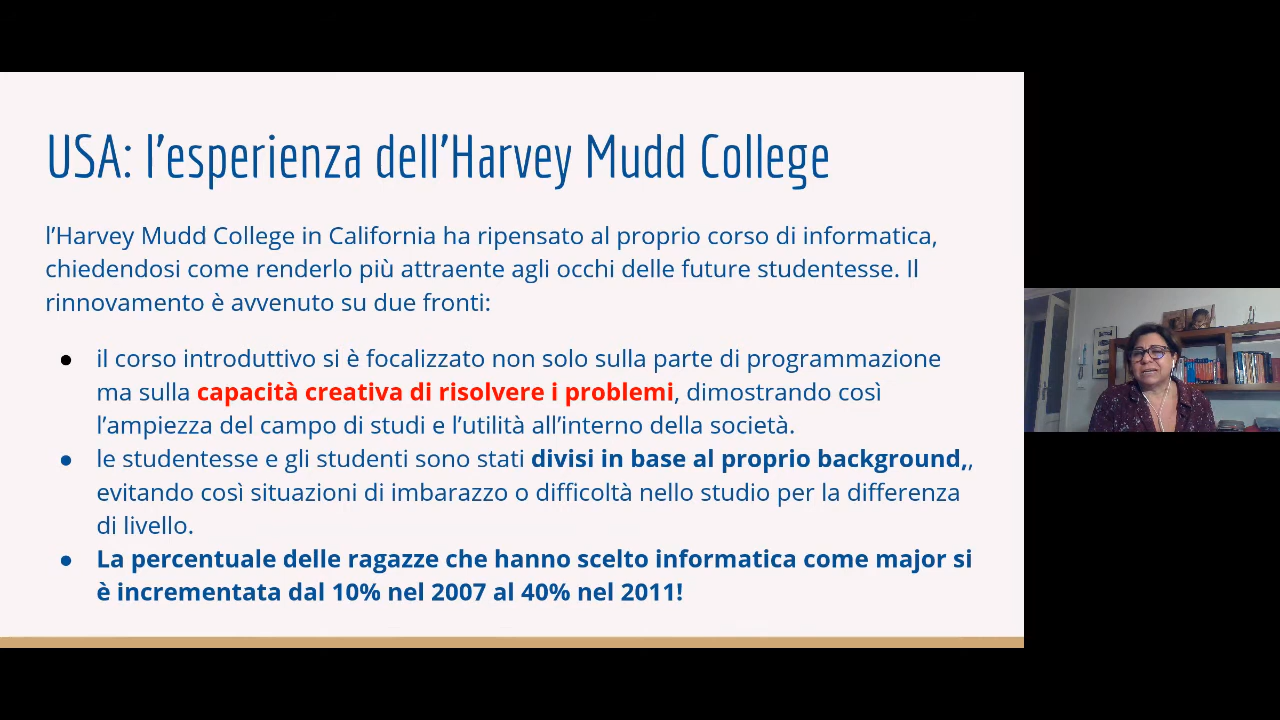 USA: l'esperienza dell'Harvey Mudd College
l'Harvey Mudd College in California ha ripensato al proprio corso di informatica,
chiedendosi come renderlo più attraente agli occhi delle future studentesse. Il
rinnovamento è avvenuto su due fronti:
● il corso introduttivo si è focalizzato non solo sulla parte di programmazione
ma sulla capacità creativa di risolvere i problemi, dimostrando così
l'ampiezza del campo di studi e l'utilità all'interno della società.
● le studentesse e gli studenti sono stati divisi in base al proprio background,,
evitando così situazioni di imbarazzo o difficoltà nello studio per la differenza
di livello.
● La percentuale delle ragazze che hanno scelto informatica come major si
è incrementata dal 10% nel 2007 al 40% nel 2011!